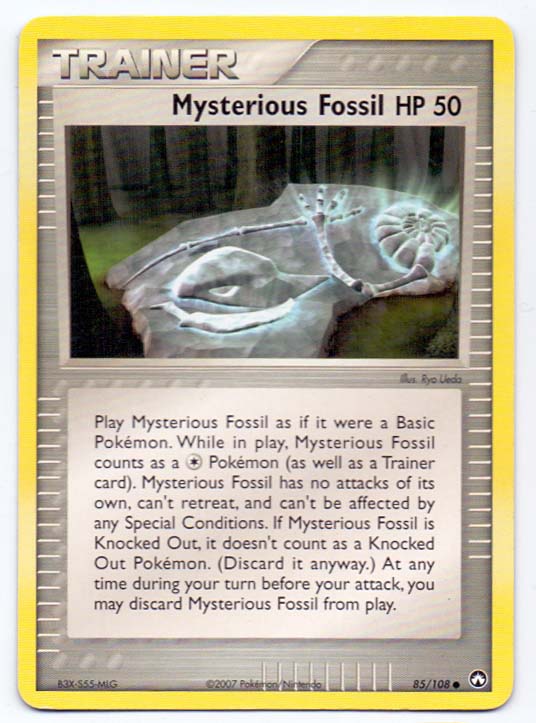 TRAINER
Mysterious Fossil HP 50
Illus. Ryo Ueda
Play Mysterious Fossil as if it were a Basic
Pokémon. While in play, Mysterious Fossil
counts as a Pokémon (as well as a Trainer
card). Mysterious Fossil has no attacks of its
own, can't retreat, and can't be affected by
any Special Conditions. If Mysterious Fossil is
Knocked Out, it doesn't count as a Knocked
Out Pokémon. (Discard it anyway.) At any
time during your turn before your attack, you
may discard Mysterious Fossil from play.
B3X-S55-MLG ©2007 Pokémon/Nintendo 85/108 ●